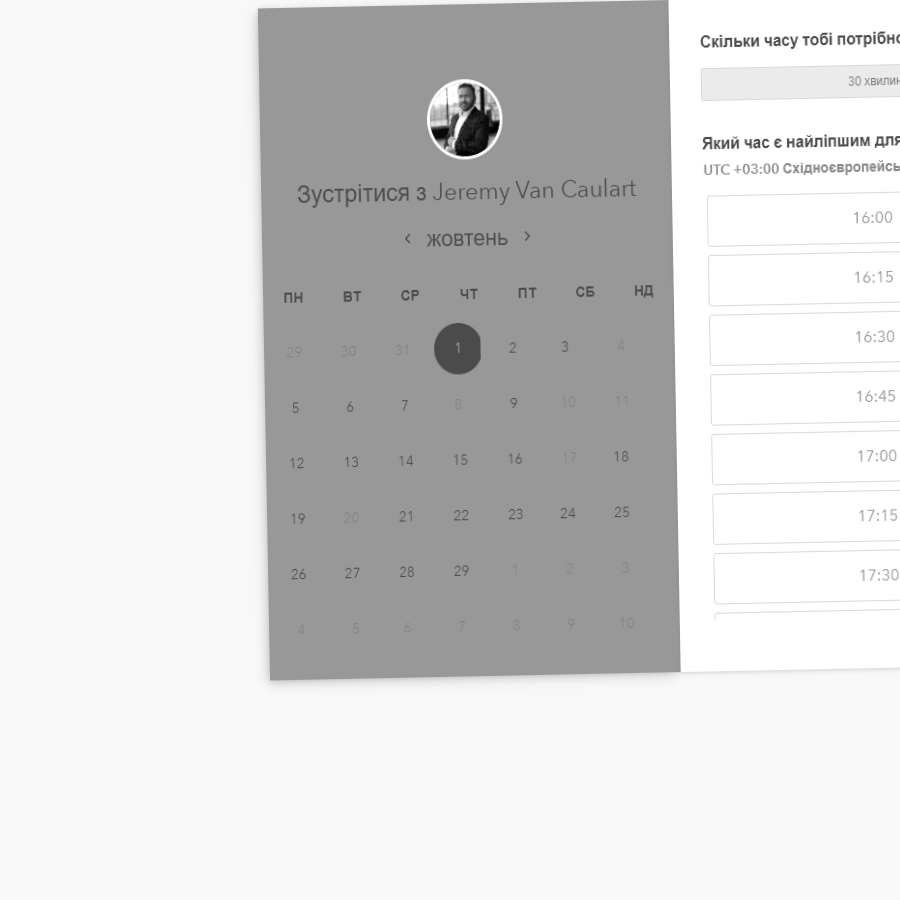 Зустрітися з Jeremy Van Caulart
жовтень
ПН ВТ СР ЧТ ПТ СБ НД
29 30 31 1 2 3 4
5 6 7 8 9 10 11
12 13 14 15 16 17 18
19 20 21 22 23 24 25
26 27 28 29 1 2 3
4 5 6 7 8 9 10
Скільки часу тобі
30
Який час є найліпшим для
UTC +03:00
16:00
16:15
16:30
16:45
17:00
17:15
17:30